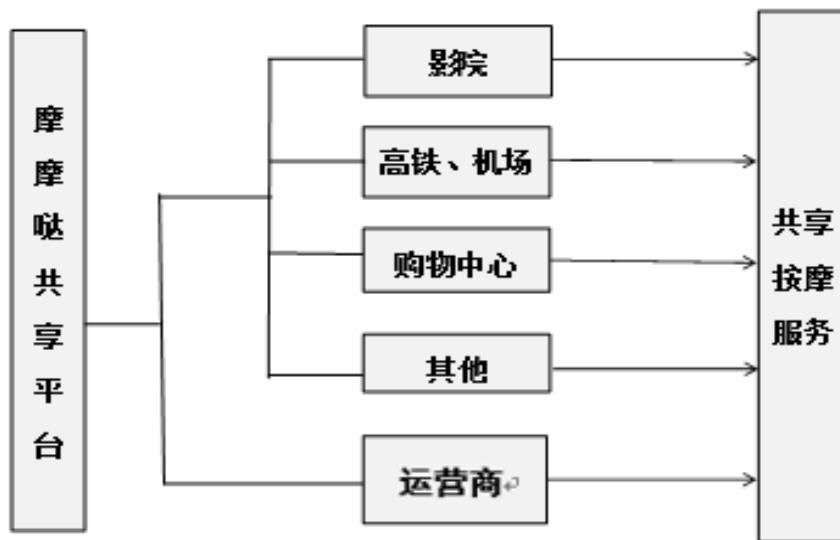 摩摩哒共享平台
影院
高铁、机场
购物中心
其他
运营商
共享按摩服务